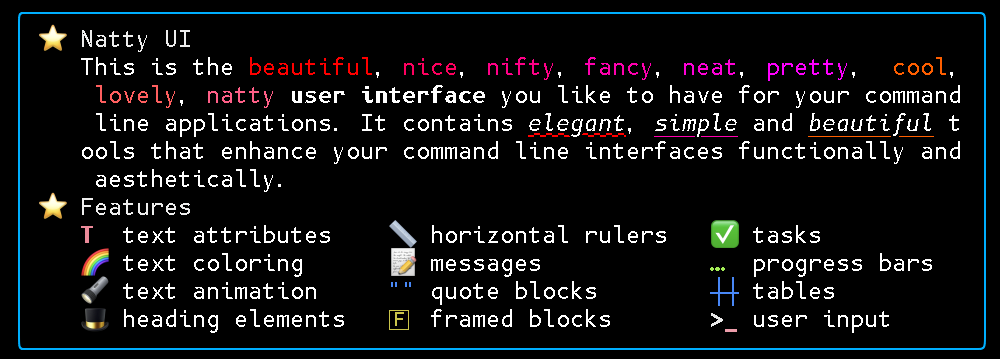 ⭐ Natty UI
This is the beautiful, nice, nifty, fancy, neat, pretty, cool,
lovely, natty user interface you like to have for your command
line applications. It contains elegant, simple and beautiful t
ools that enhance your command line interfaces functionally and
aesthetically.
⭐ Features
T text attributes 📏 horizontal rulers ✅ tasks
🌈 text coloring 📝 messages … progress bars
🔦 text animation "" quote blocks ┼┼ tables
🎩 heading elements F framed blocks >_ user input